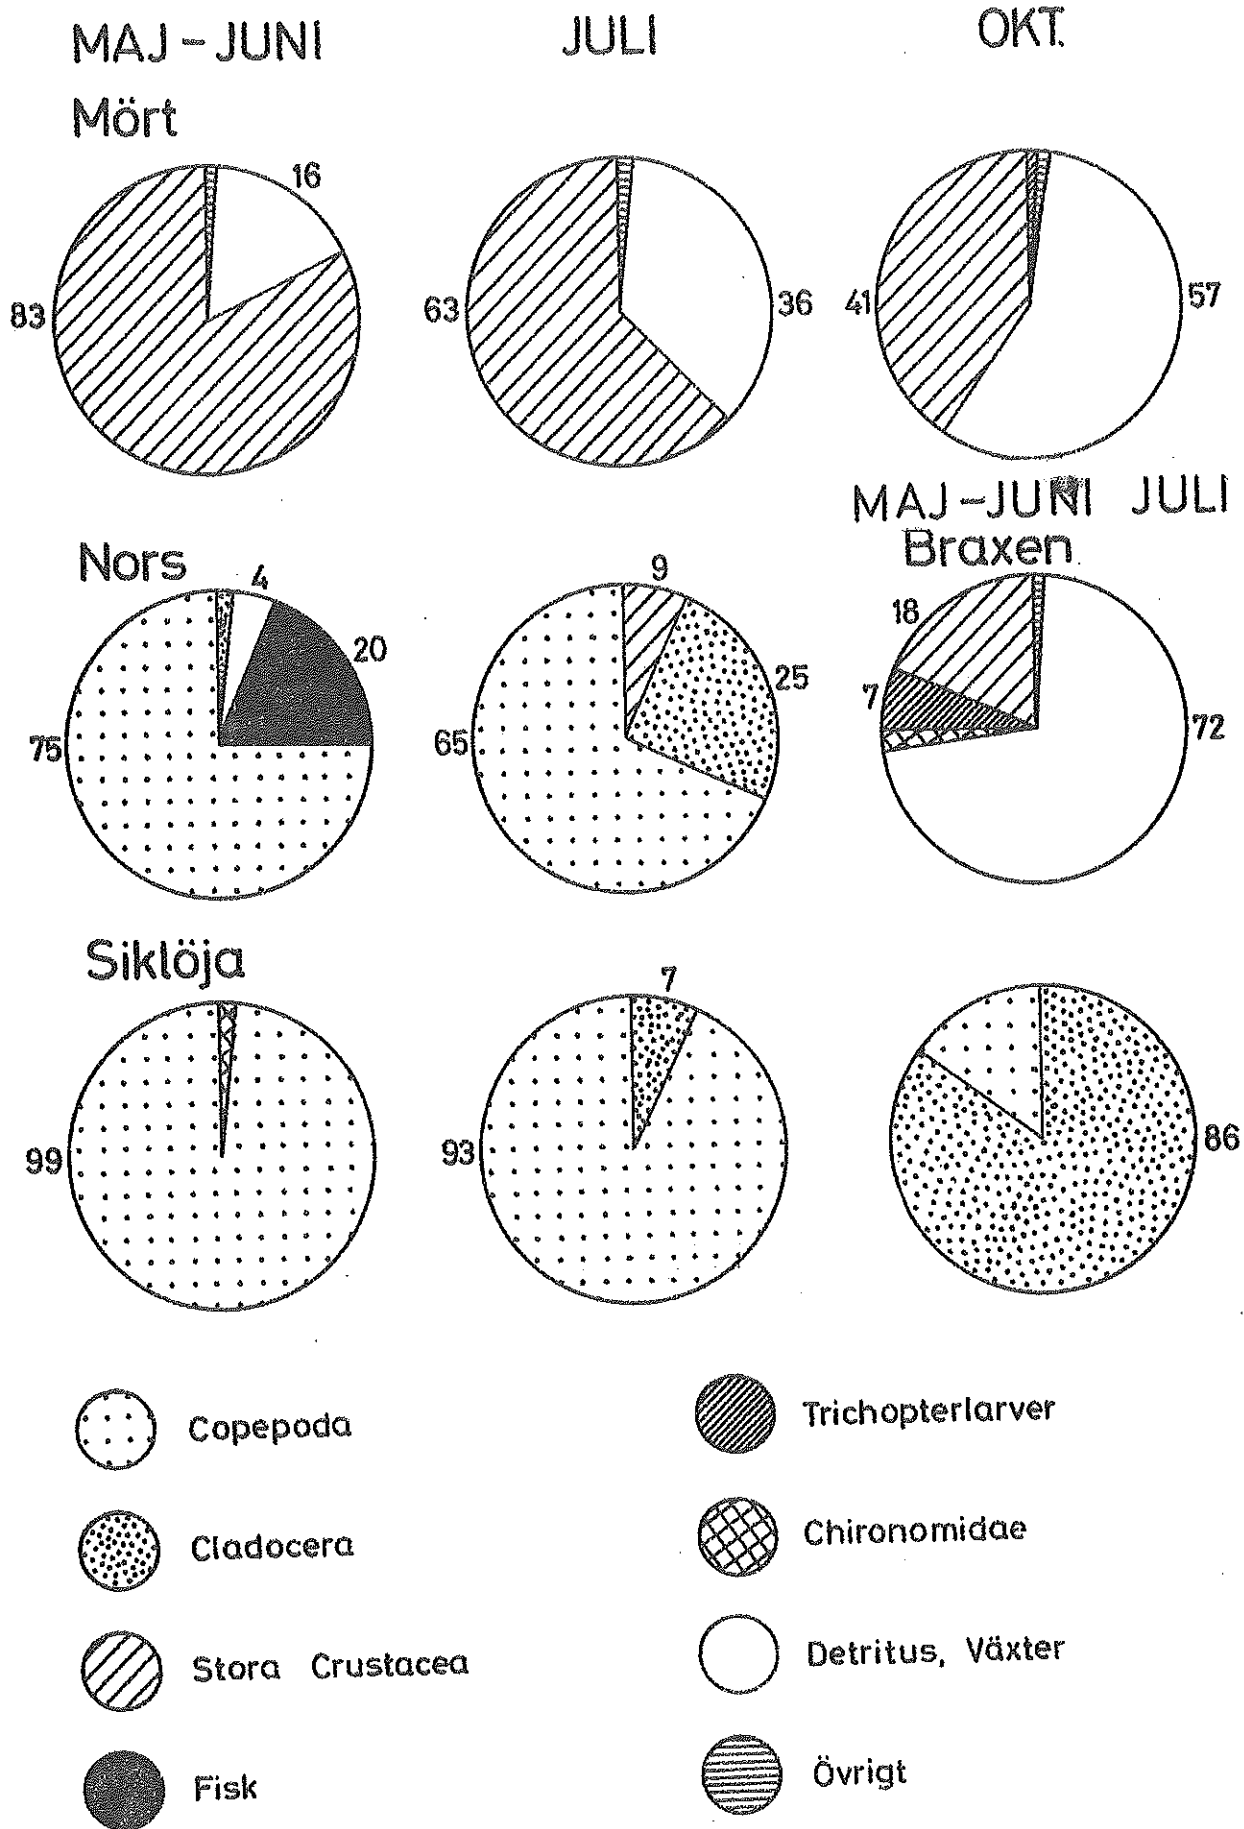 MAJ-JUNI JULI OKT.
Mört
16
83 63 36 41 57
MAJ-JUNI JULI
Nors Braxen
4 9
20 18
25 7
75 65 72
Siklöja
7
99 93 86
Copepoda Trichopterlarver
Cladocera Chironomidae
Stora Crustacea Detritus, Växter
Fisk Övrigt